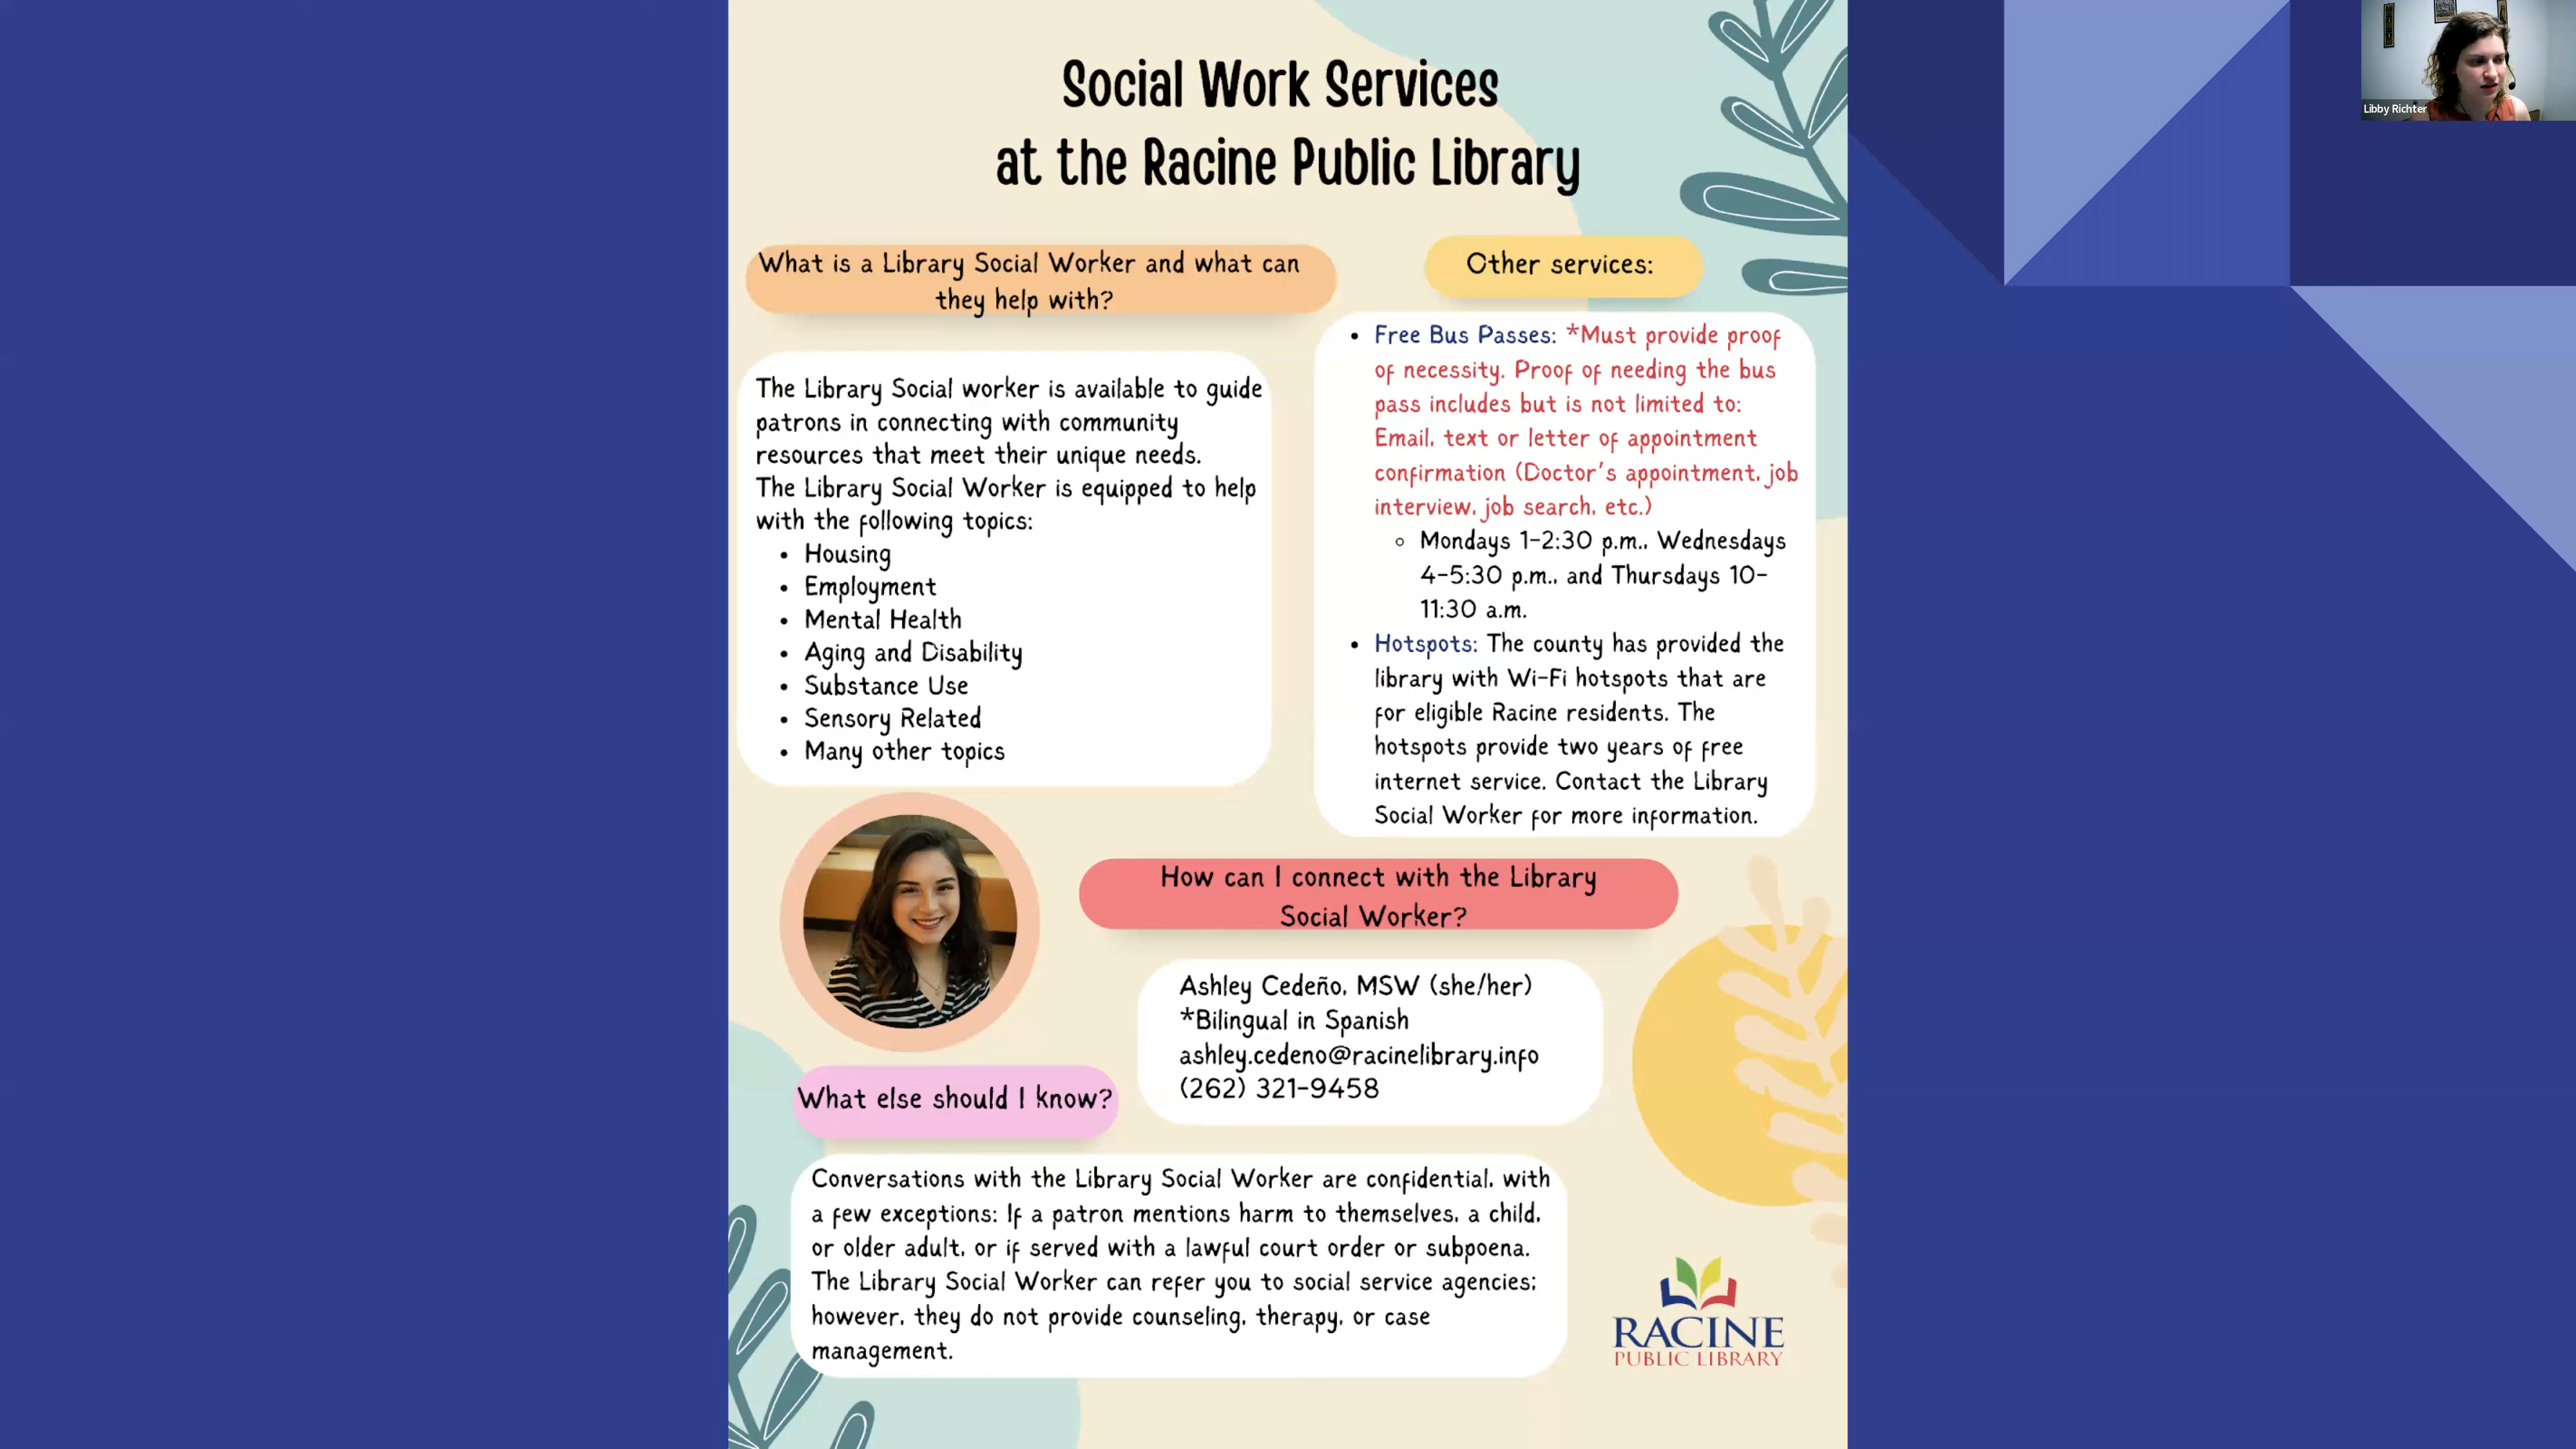 Social Work Services
at the Racine Public Library
What is a Library Social Worker and what can
they help with?
The Library Social worker is available to guide
patrons in connecting with community
resources that meet their unique needs.
The Library Social Worker is equipped to help
with the following topics:
• Housing
• Employment
• Mental Health
• Aging and Disability
• Substance Use
• Sensory Related
• Many other topics
Other services:
• Free Bus Passes: *Must provide proof
of necessity. Proof of needing the bus
pass includes but is not limited to:
Email, text or letter of appointment
confirmation (Doctor's appointment, job
interview, job search, etc.)
○ Mondays 1-2:30 p.m., Wednesdays
4-5:30 p.m., and Thursdays 10-
11:30 a.m.
• Hotspots: The county has provided the
library with Wi-Fi hotspots that are
for eligible Racine residents. The
hotspots provide two years of free
internet service. Contact the Library
Social Worker for more information.
How can I connect with the Library
Social Worker?
Ashley Cedeño, MSW (she/her)
*Bilingual in Spanish
ashley.cedeno@racinelibrary.info
(262) 321-9458
What else should I know?
Conversations with the Library Social Worker are confidential, with
a few exceptions: If a patron mentions harm to themselves, a child,
or older adult, or if served with a lawful court order or subpoena.
The Library Social Worker can refer you to social service agencies;
however, they do not provide counseling, therapy, or case
management.
RACINE
PUBLIC LIBRARY
Libby Richter